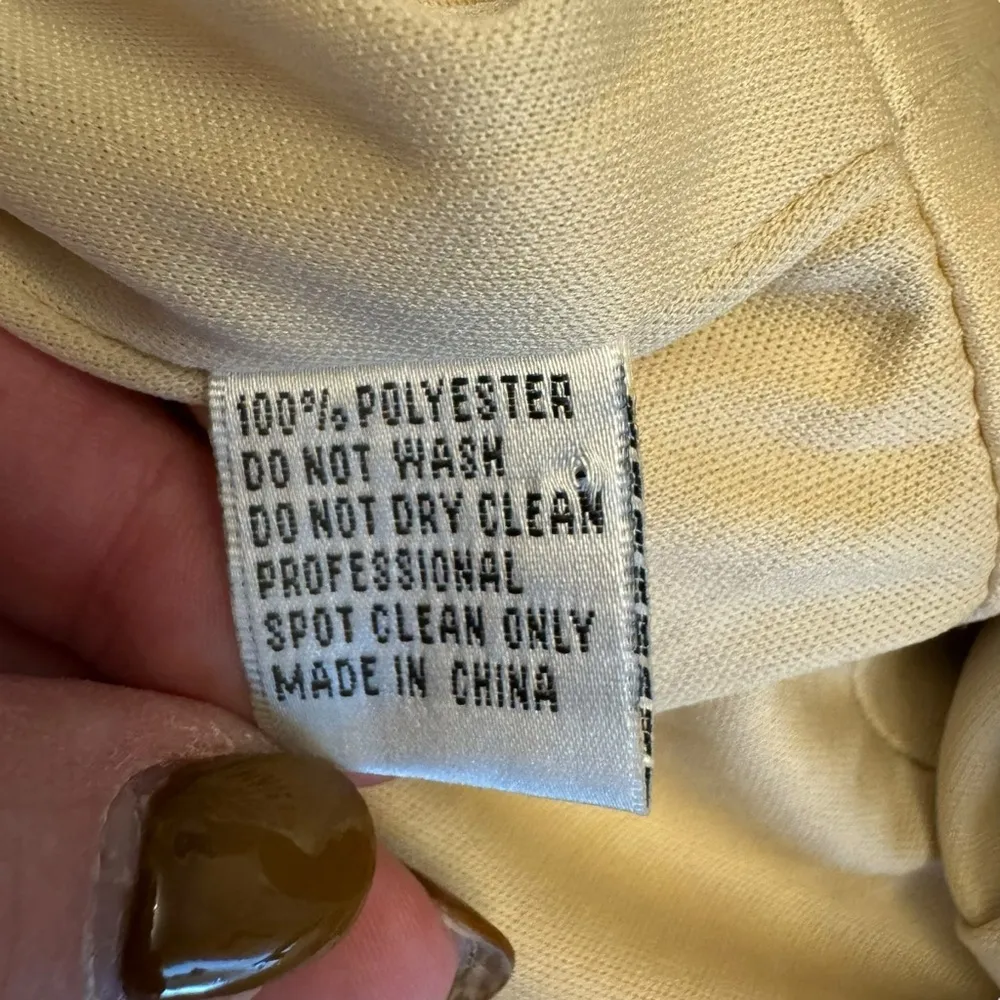 100% POLYESTER
DO NOT WASH
DO NOT DRY CLEAN
PROFESSIONAL
SPOT CLEAN ONLY
MADE IN CHINA